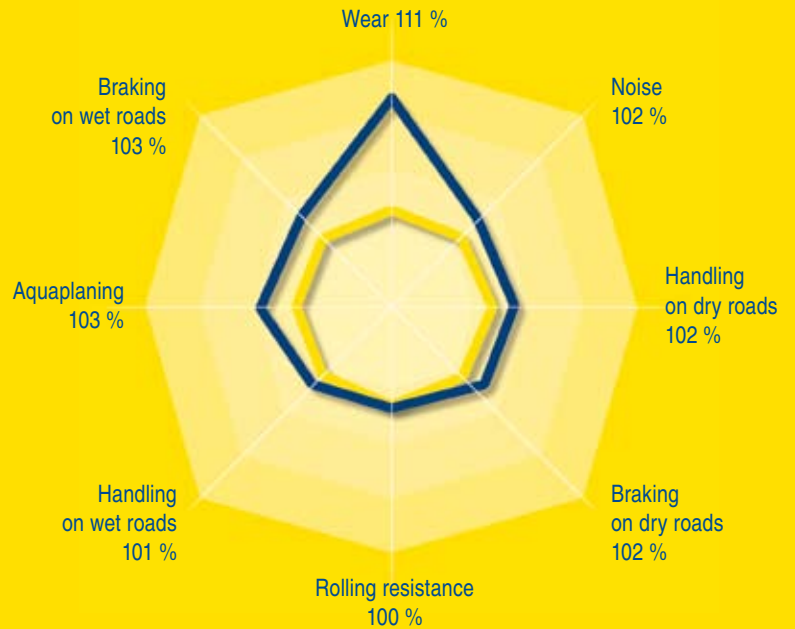 Wear 111 %
Noise
102 %
Handling
on dry roads
102 %
Braking
on dry roads
102 %
Rolling resistance
100 %
Handling
on wet roads
101 %
Aquaplaning
103 %
Braking
on wet roads
103 %